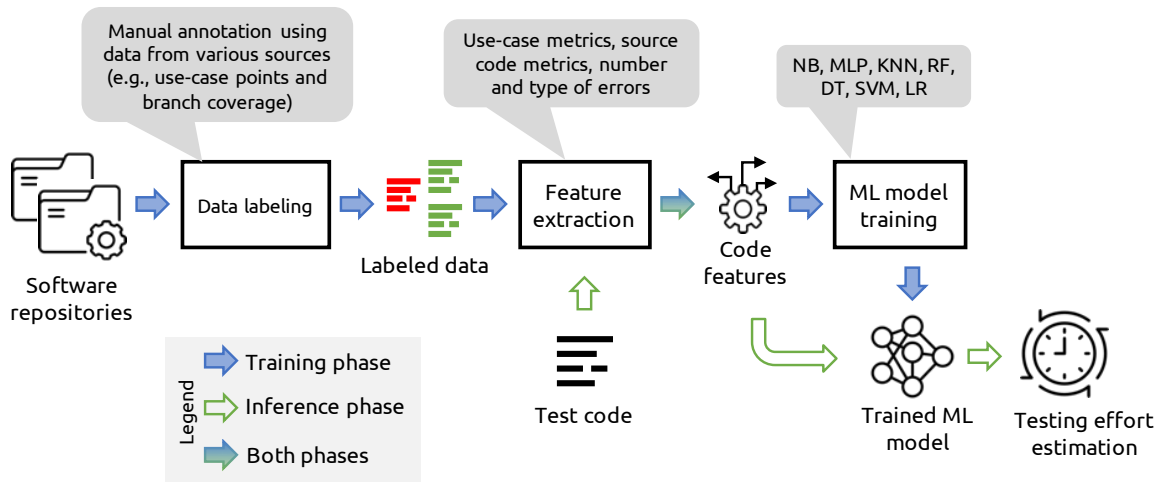 Manual annotation using
data from various sources
(e.g., use-case points and
branch coverage)
Use-case metrics, source
code metrics, number
and type of errors
NB, MLP, KNN, RF,
DT, SVM, LR
Data labeling
Feature
extraction
ML model
training
Software
repositories
Labeled data
Code
features
Test code
Trained ML
model
Testing effort
estimation
Legend
Training phase
Inference phase
Both phases